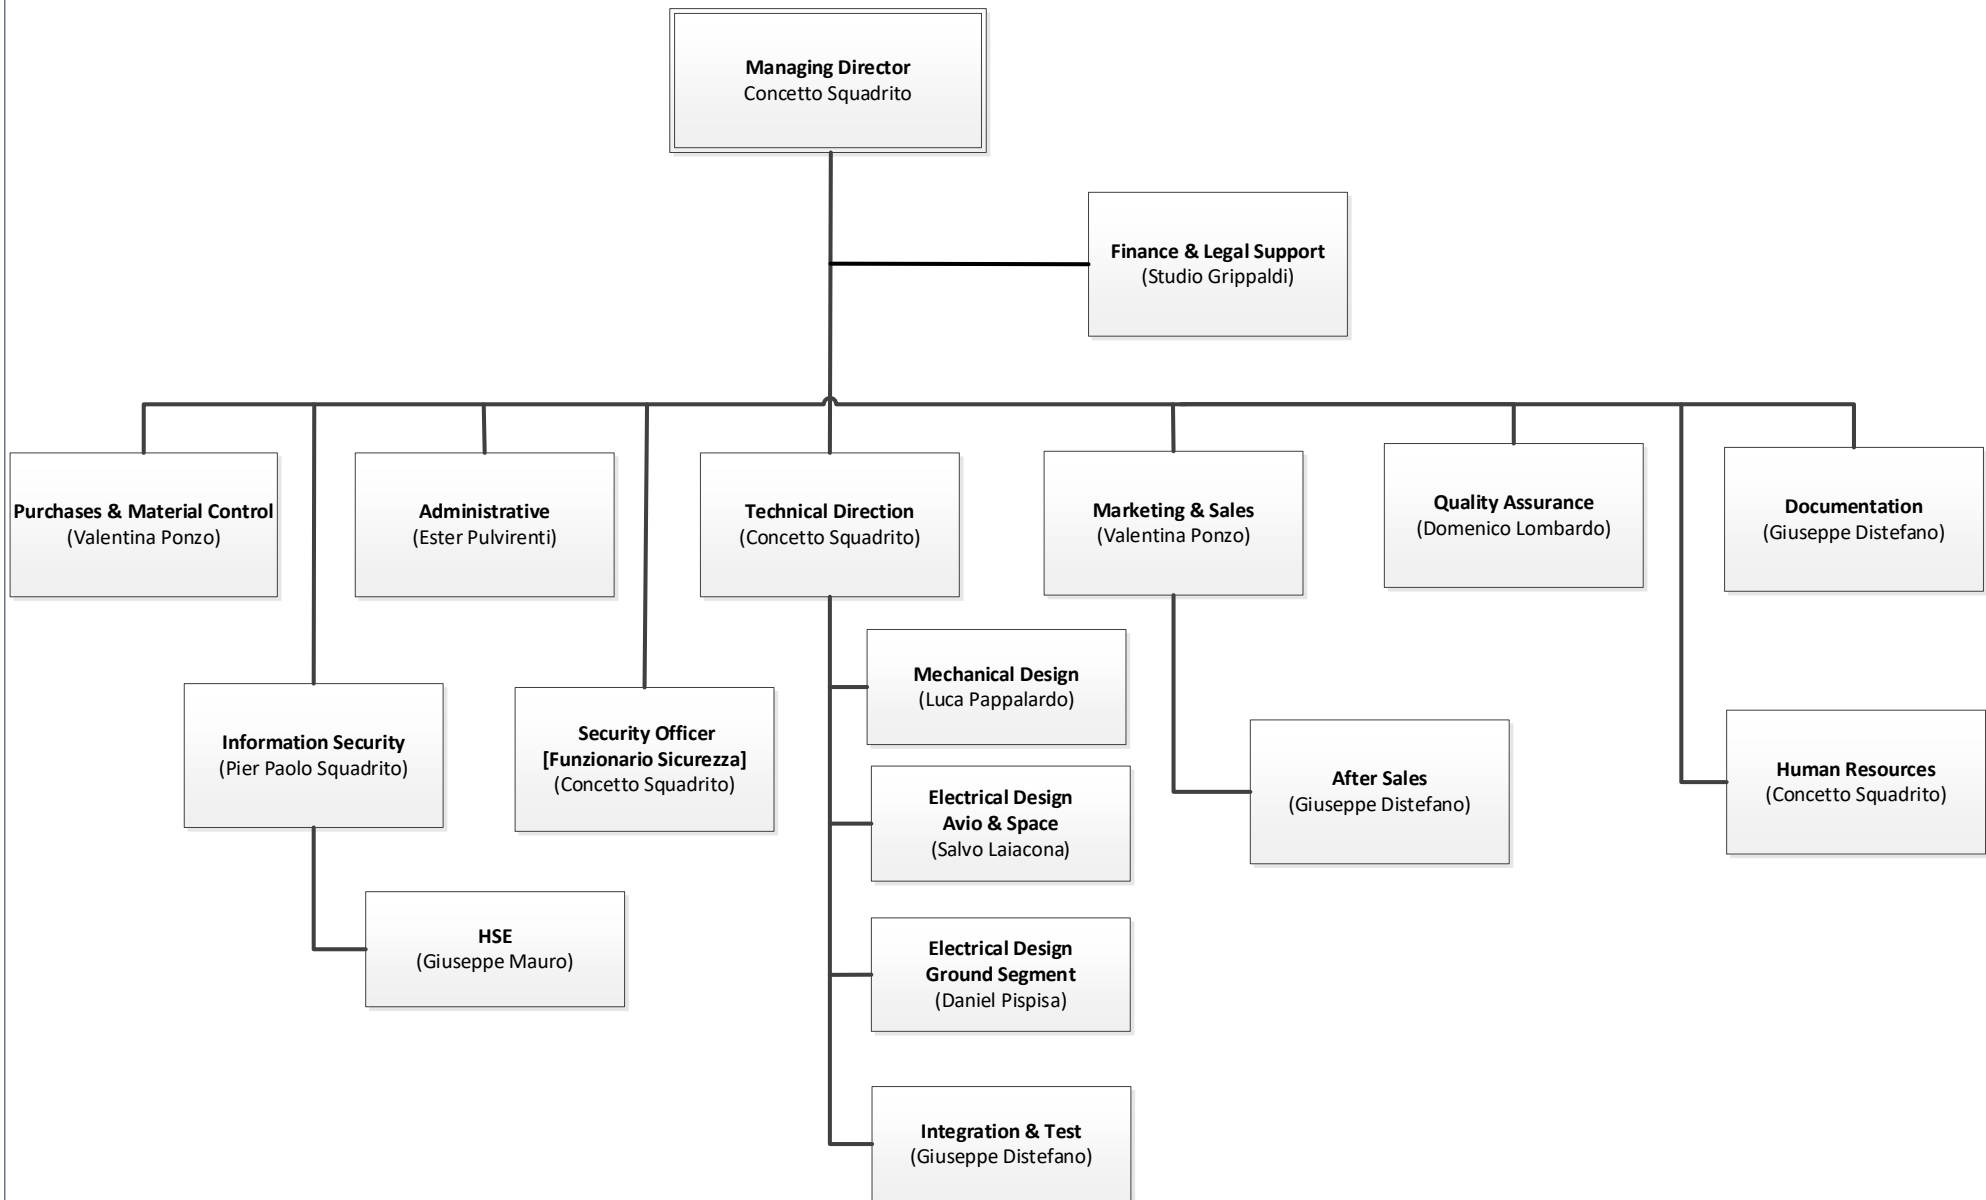 Managing Director
Concetto Squadrito
Finance & Legal Support
(Studio Grippaldi)
Purchases & Material Control
(Valentina Ponzo)
Administrative
(Ester Pulvirenti)
Technical Direction
(Concetto Squadrito)
Marketing & Sales
(Valentina Ponzo)
Quality Assurance
(Domenico Lombardo)
Documentation
(Giuseppe Distefano)
Information Security
(Pier Paolo Squadrito)
Security Officer
[Funzionario Sicurezza]
(Concetto Squadrito)
Mechanical Design
(Luca Pappalardo)
Electrical Design
Avio & Space
(Salvo Laiacona)
After Sales
(Giuseppe Distefano)
Human Resources
(Concetto Squadrito)
HSE
(Giuseppe Mauro)
Electrical Design
Ground Segment
(Daniel Pispisa)
Integration & Test
(Giuseppe Distefano)